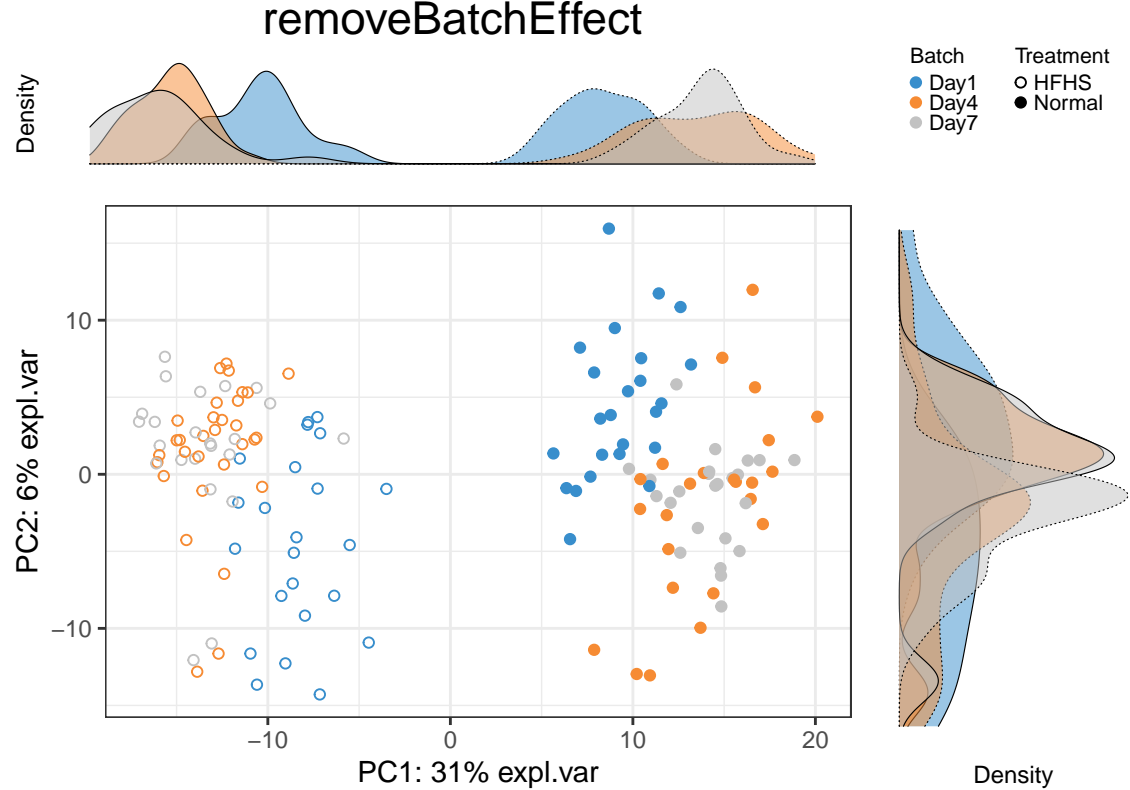 removeBatchEffect
Density
Batch
Day1
Day4
Day7
Treatment
HFHS
Normal
PC2: 6% expl.var
10
0
−10
−10
0
10
20
PC1: 31% expl.var
Density